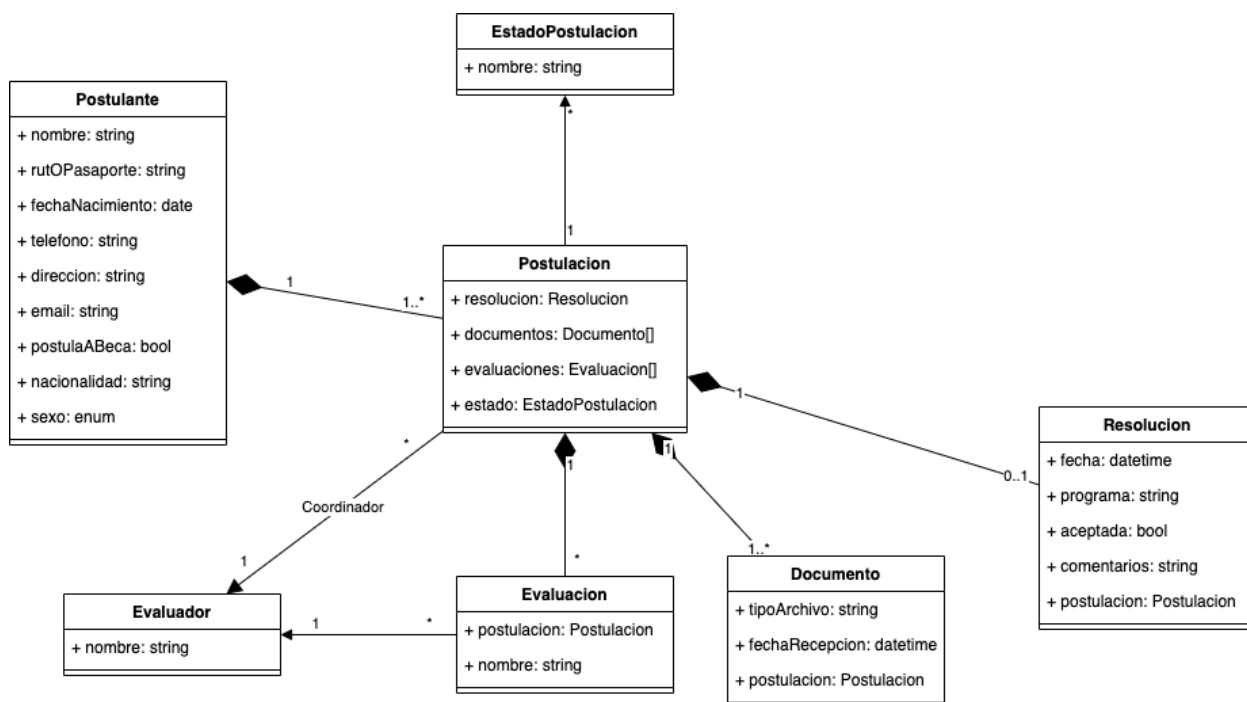 EstadoPostulacion
+ nombre: string
*
1
Postulante
+ nombre: string
+ rutOPasaporte: string
+ fechaNacimiento: date
+ telefono: string
+ direccion: string
+ email: string
+ postulaABeca: bool
+ nacionalidad: string
+ sexo: enum
1
1..*
Postulacion
+ resolucion: Resolucion
+ documentos: Documento[]
+ evaluaciones: Evaluacion[]
+ estado: EstadoPostulacion
1
0..1
Resolucion
+ fecha: datetime
+ programa: string
+ aceptada: bool
+ comentarios: string
+ postulacion: Postulacion
*
Coordinador
1
1
*
1
1..*
Evaluador
+ nombre: string
1
*
Evaluacion
+ postulacion: Postulacion
+ nombre: string
Documento
+ tipoArchivo: string
+ fechaRecepcion: datetime
+ postulacion: Postulacion